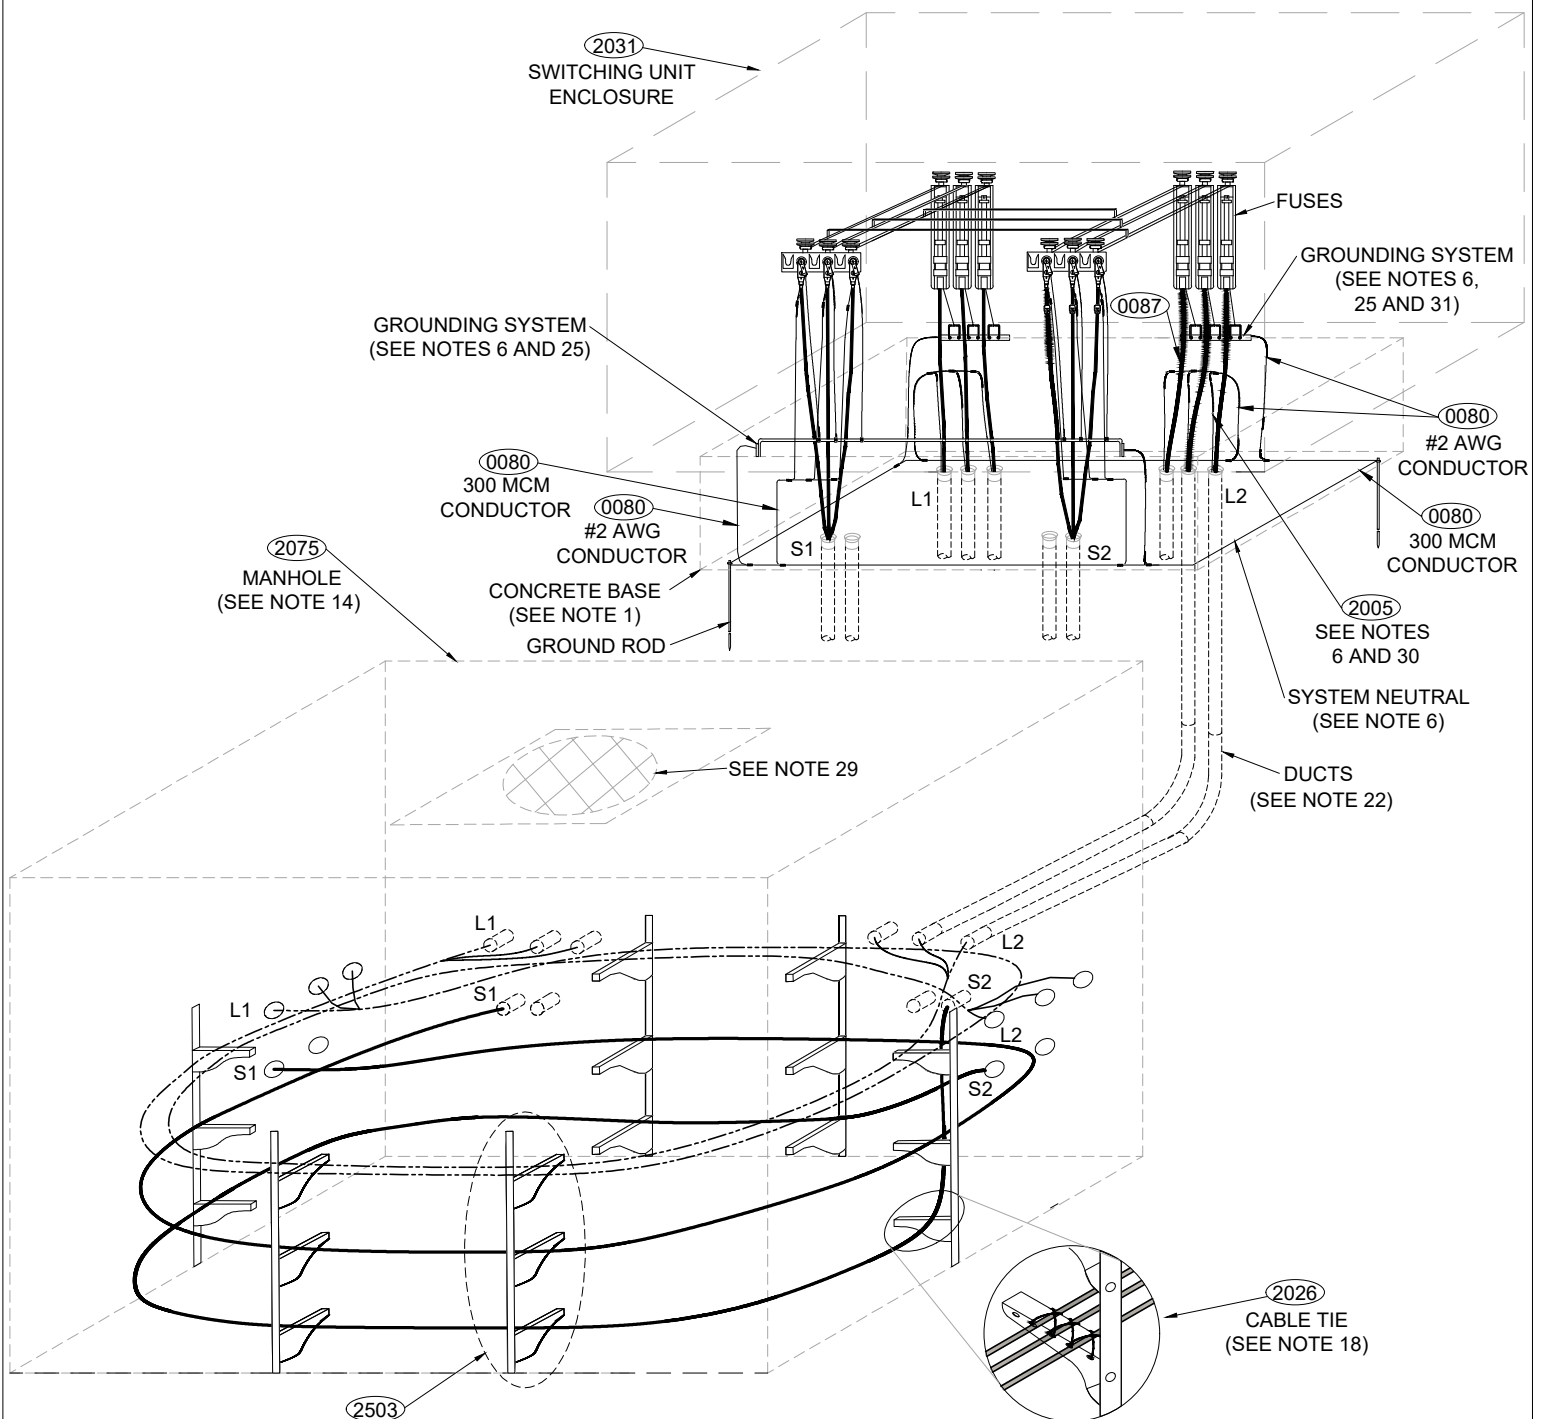 2031
SWITCHING UNIT
ENCLOSURE
FUSES
GROUNDING SYSTEM
(SEE NOTES 6,
25 AND 31)
0087
GROUNDING SYSTEM
(SEE NOTES 6 AND 25)
0080
#2 AWG
CONDUCTOR
0080
300 MCM
CONDUCTOR
0080
#2 AWG
CONDUCTOR
L1
L2
0080
300 MCM
CONDUCTOR
S1
S2
2075
MANHOLE
(SEE NOTE 14)
CONCRETE BASE
(SEE NOTE 1)
GROUND ROD
2005
SEE NOTES
6 AND 30
SYSTEM NEUTRAL
(SEE NOTE 6)
SEE NOTE 29
DUCTS
(SEE NOTE 22)
L1
L2
S1
S2
L1
L2
S1
S2
2026
CABLE TIE
(SEE NOTE 18)
2503